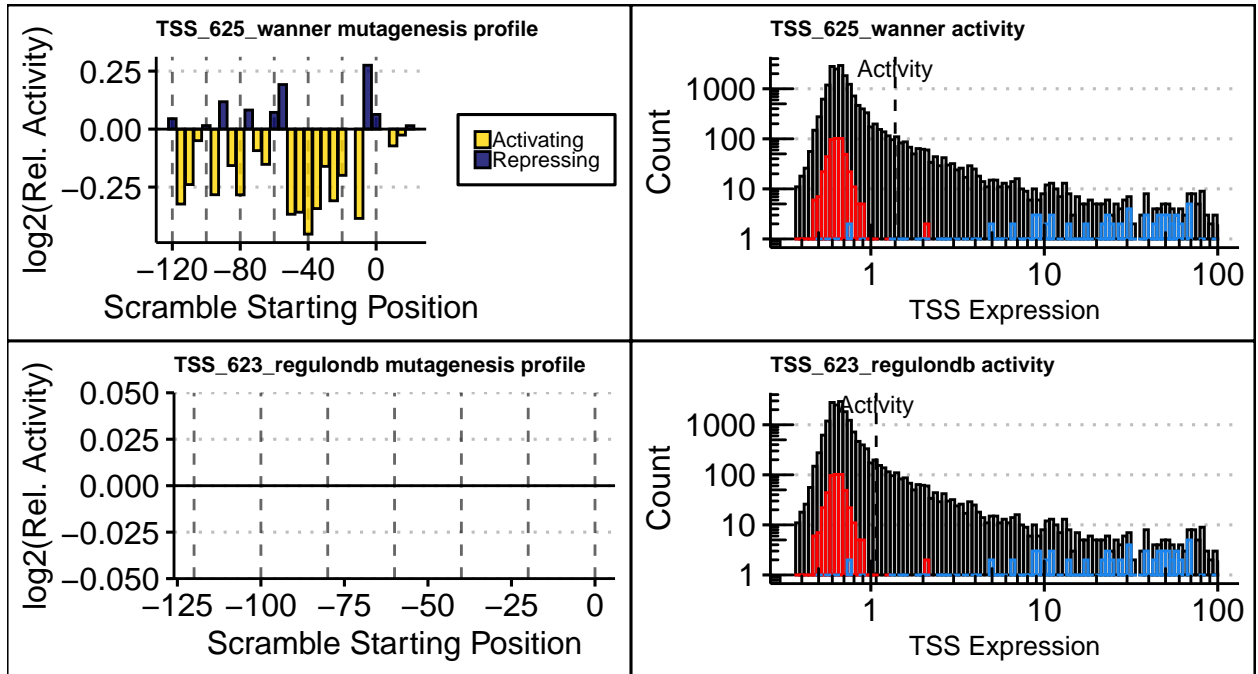 TSS_625_wanner mutagenesis profile
log2(Rel. Activity)
0.25
0.00
−0.25
−120 −80 −40 0
Scramble Starting Position
Activating
Repressing
TSS_625_wanner activity
Activity
Count
1000
100
10
1
1 10 100
TSS Expression
TSS_623_regulondb mutagenesis profile
log2(Rel. Activity)
0.050
0.025
0.000
−0.025
−0.050
−125 −100 −75 −50 −25 0
Scramble Starting Position
TSS_623_regulondb activity
Activity
Count
1000
100
10
1
1 10 100
TSS Expression